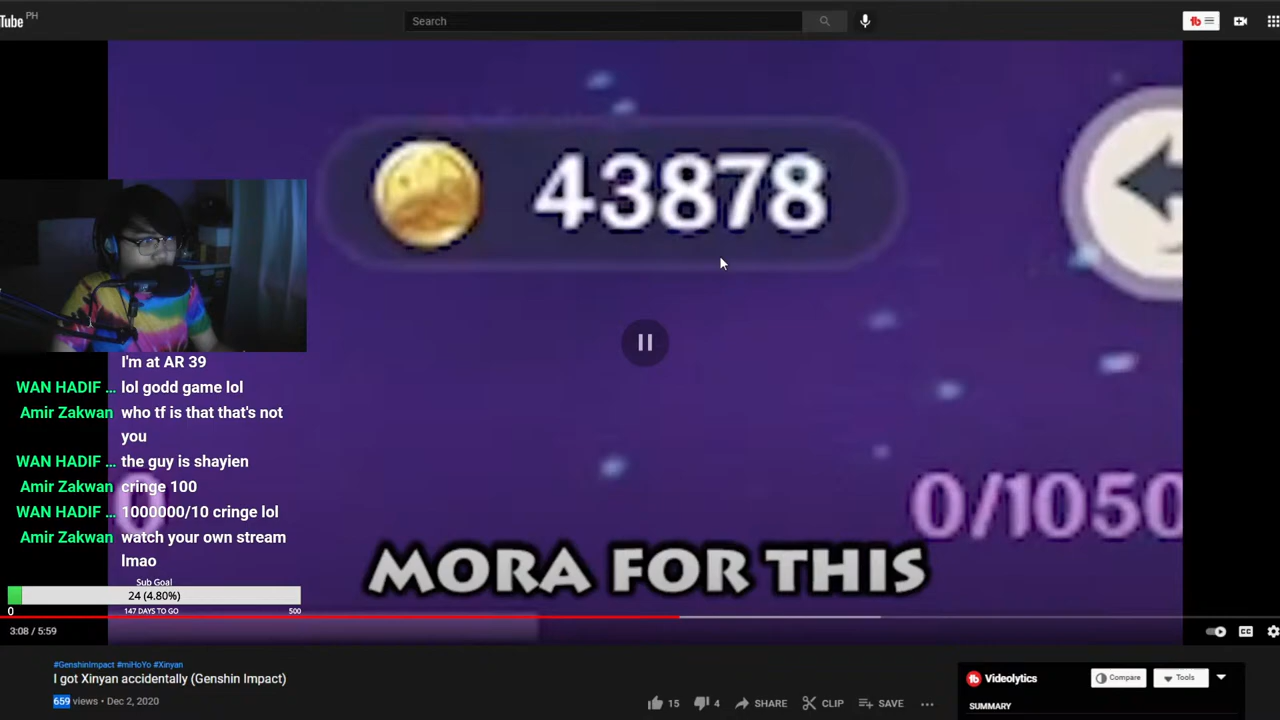 Tube PH
Search
43878
I'm at AR 39
WAN HADIF ... lol godd game lol
Amir Zakwan who tf is that that's not
you
WAN HADIF ... the guy is shayien
Amir Zakwan cringe 100
WAN HADIF ... 1000000/10 cringe lol
Amir Zakwan watch your own stream
lmao
0
0/1050
MORA FOR THIS
Sub Goal
24 (4.80%)
0 147 DAYS TO GO 500
3:08 / 5:59
CC
#GenshinImpact #miHoYo #Xinyan
I got Xinyan accidentally (Genshin Impact)
659 views • Dec 2, 2020
15 4 SHARE CLIP SAVE ...
tb Videolytics Compare Tools
SUMMARY